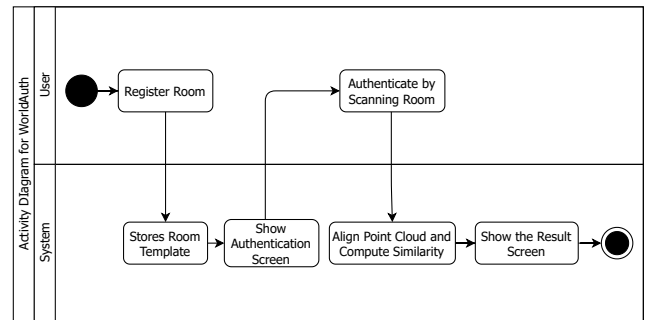 Activity DIagram for WorldAuth
User
Register Room
Authenticate by
Scanning Room
System
Stores Room
Template
Show
Authentication
Screen
Align Point Cloud and
Compute Similarity
Show the Result
Screen